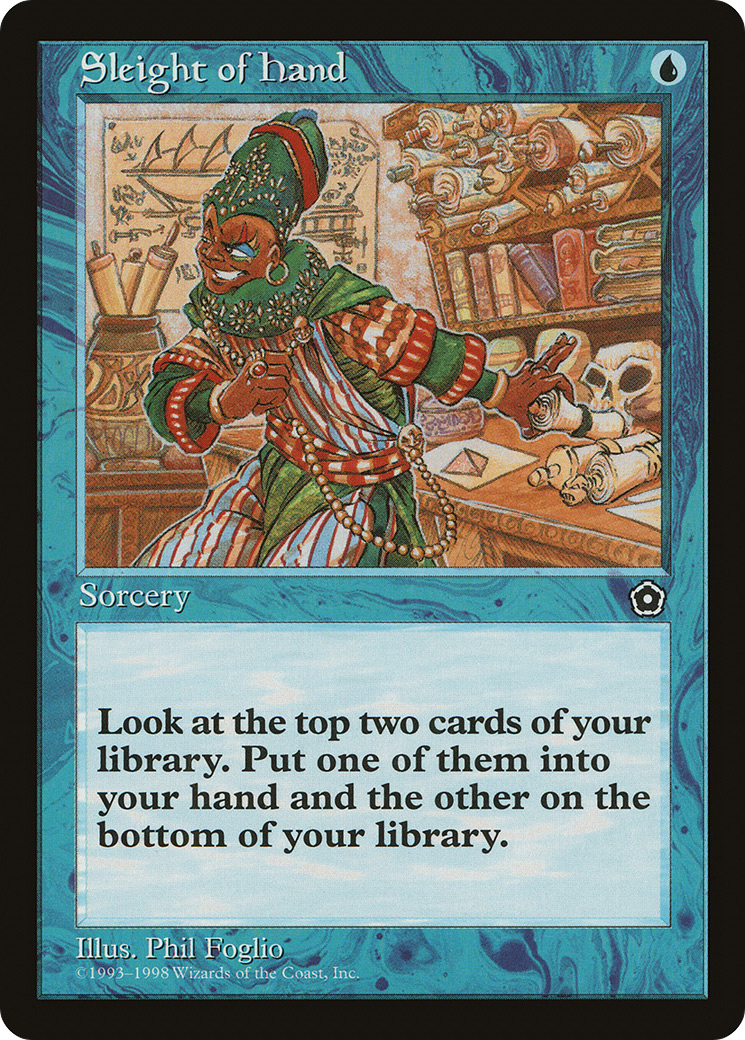 Sleight of Hand
Sorcery
Look at the top two cards of your
library. Put one of them into
your hand and the other on the
bottom of your library.
Illus. Phil Foglio
©1993–1998 Wizards of the Coast, Inc.